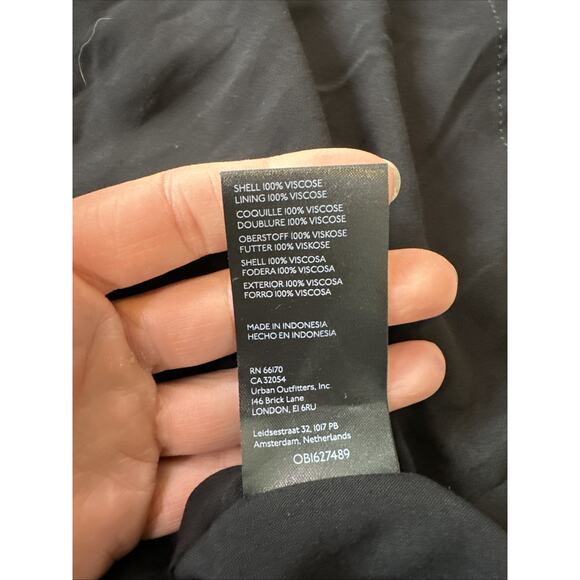 SHELL 100% VISCOSE
LINING 100% VISCOSE
COQUILLE 100% VISCOSE
DOUBLURE 100% VISCOSE
OBERSTOFF 100% VISKOSE
FUTTER 100% VISKOSE
SHELL 100% VISCOSA
FODERA 100% VISCOSA
EXTERIOR 100% VISCOSA
FORRO 100% VISCOSA
MADE IN INDONESIA
HECHO EN INDONESIA
RN 66170
CA 32054
Urban Outfitters, Inc.
146 Brick Lane
LONDON, E1 6RU
Leidsestraat 32, 1017 PB
Amsterdam, Netherlands
OB1627489